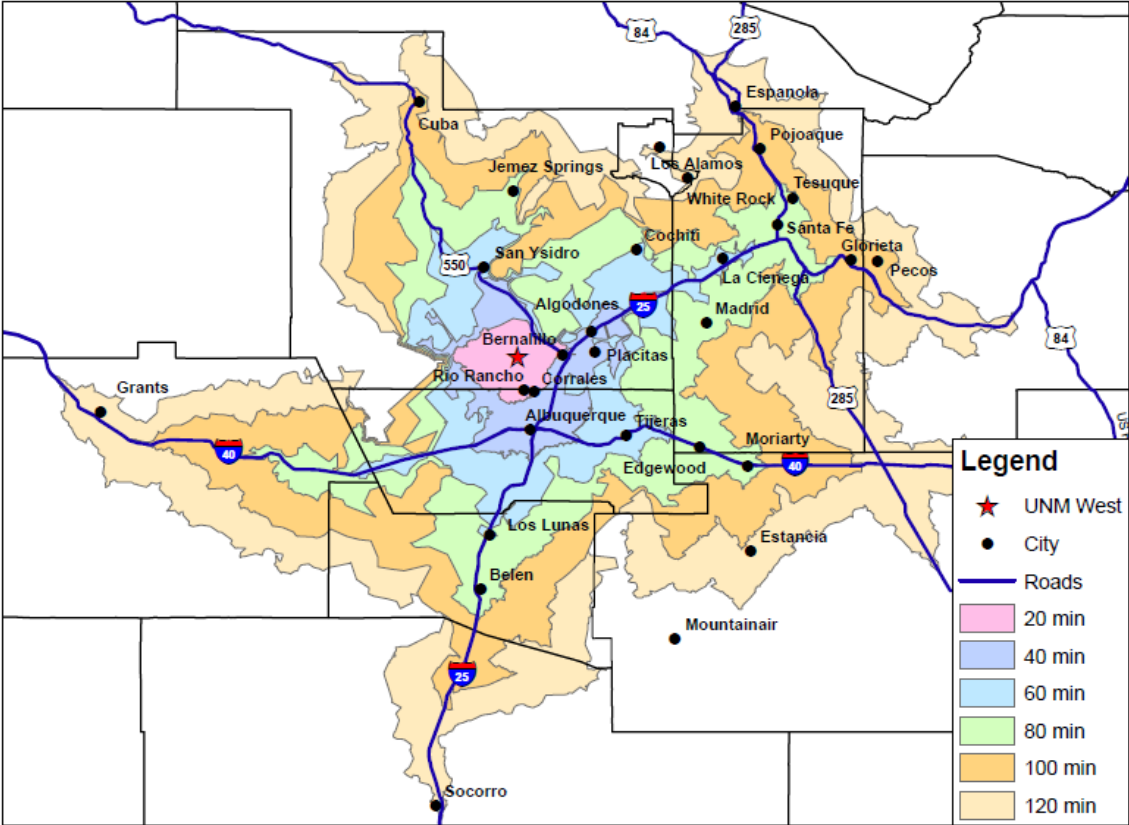 84
285
Espanola
Cuba
Pojoaque
Los Alamos
Jemez Springs
Tesuque
White Rock
Santa Fe
Cochiti
Glorieta
San Ysidro
550
Pecos
La Cienega
Algodones
25
Madrid
Bernalillo
84
Placitas
Rio Rancho
Corrales
Grants
285
Albuquerque
Tijeras
Moriarty
40
Edgewood
40
Los Lunas
Estancia
Belen
Mountainair
25
Socorro
Legend
UNM West
City
Roads
20 min
40 min
60 min
80 min
100 min
120 min